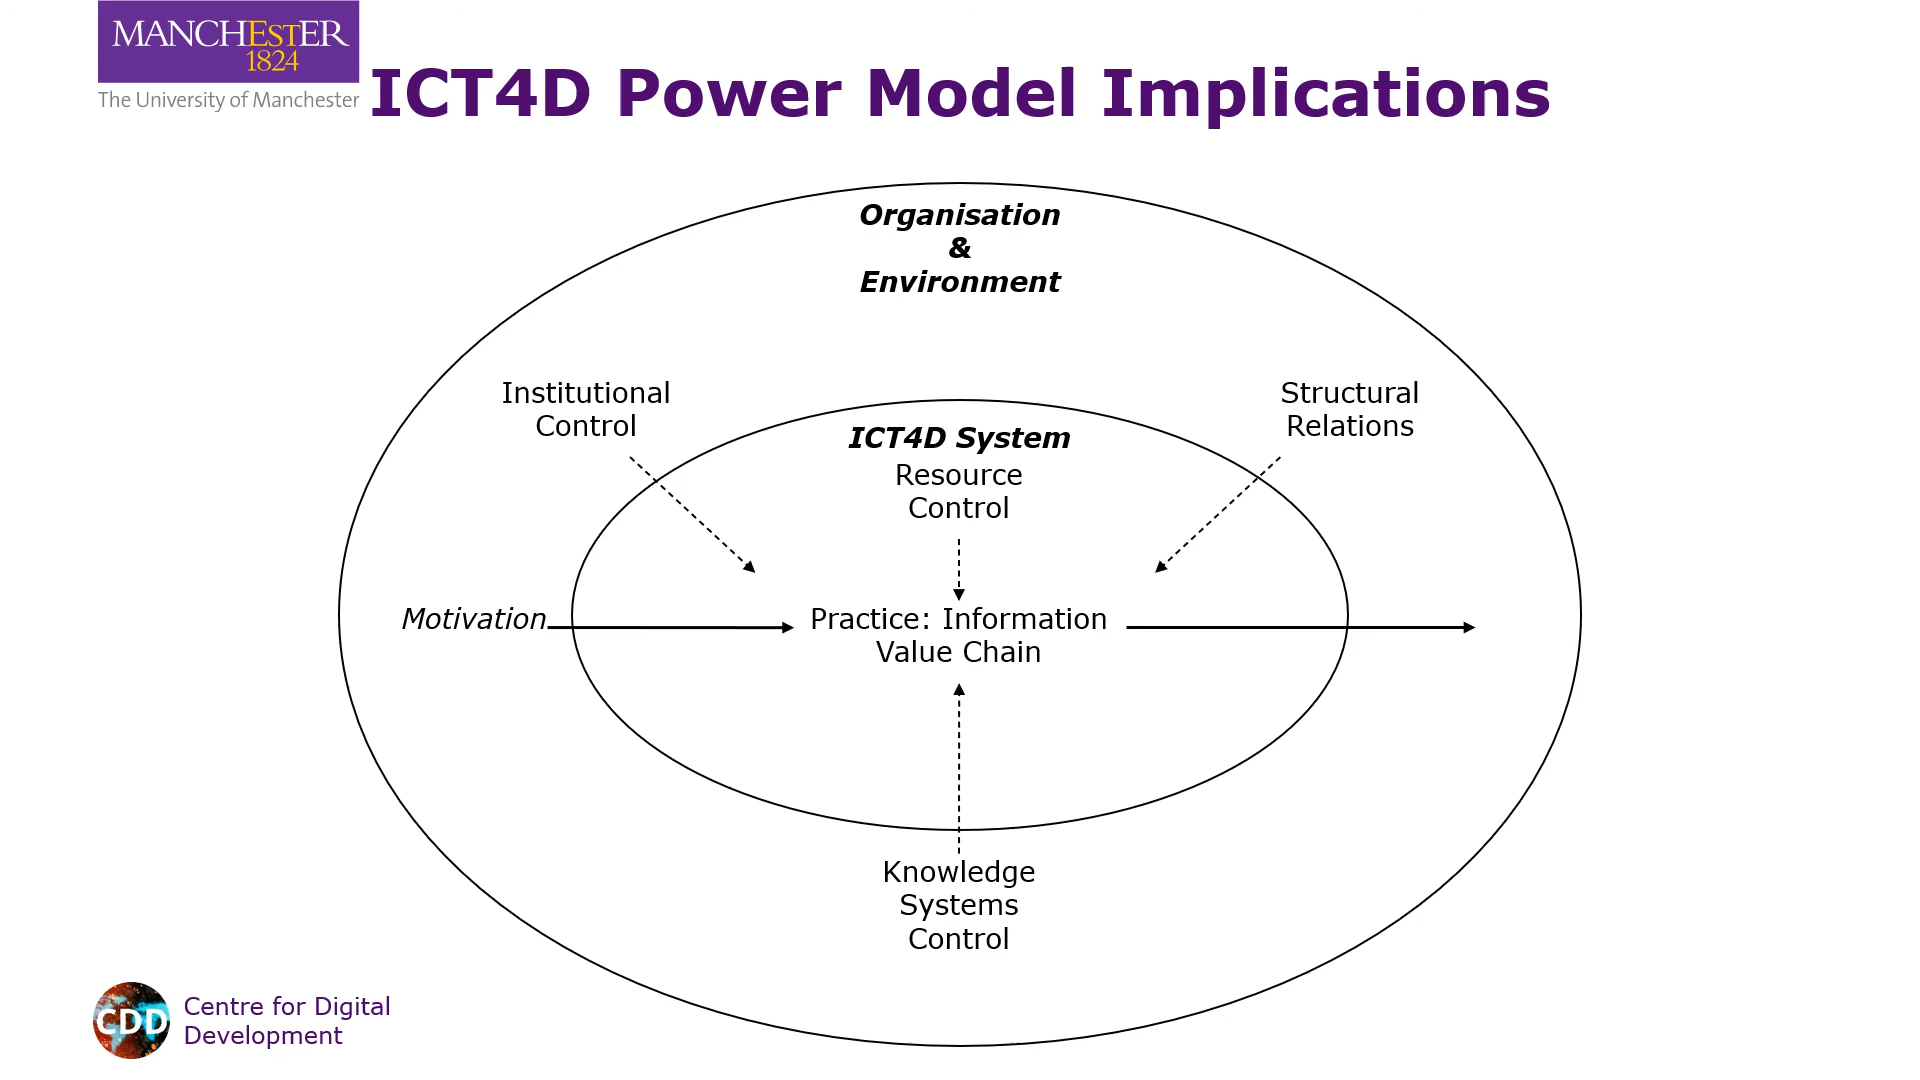 MANCHESTER
1824
The University of Manchester
ICT4D Power Model Implications
Organisation
&
Environment
Institutional
Control
Structural
Relations
ICT4D System
Resource
Control
Motivation
Practice: Information
Value Chain
Knowledge
Systems
Control
CDD
Centre for Digital
Development